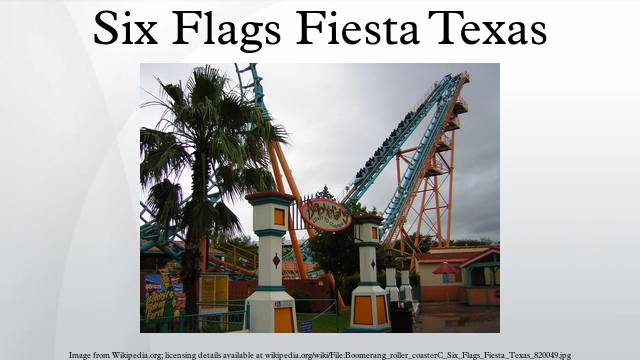 Six Flags Fiesta Texas
Boomerang
Image from Wikipedia.org; licensing details available at wikipedia.org/wiki/File:Boomerang_roller_coasterC_Six_Flags_Fiesta_Texas_820049.jpg